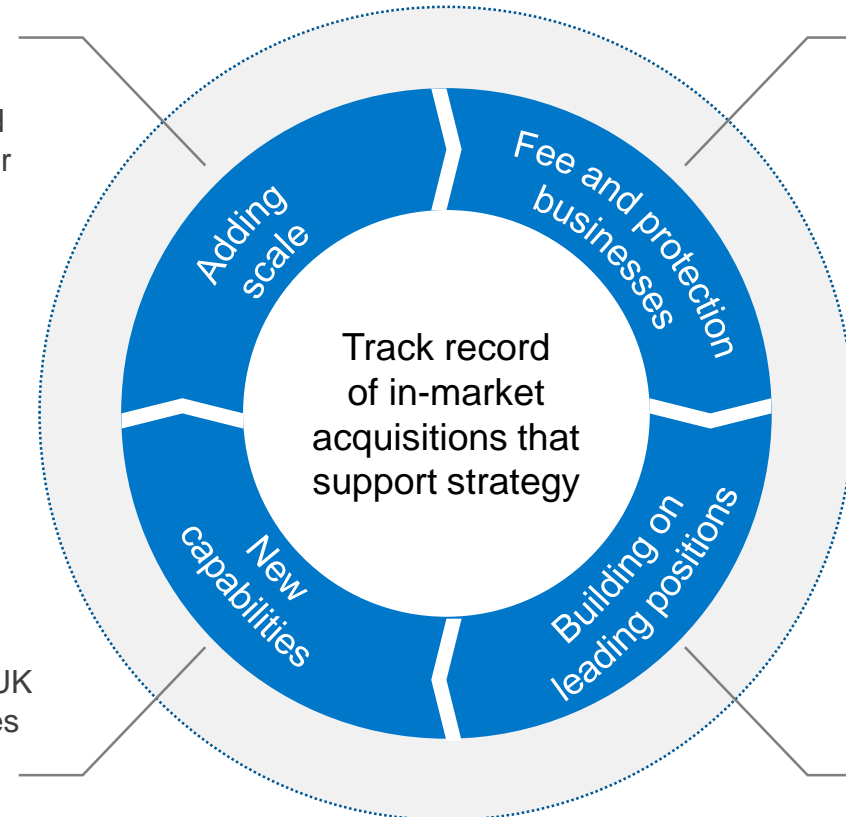 Adding
scale
Fee and protection
businesses
Track record
of in-market
acquisitions that
support strategy
New
capabilities
Building on
leading positions
UK